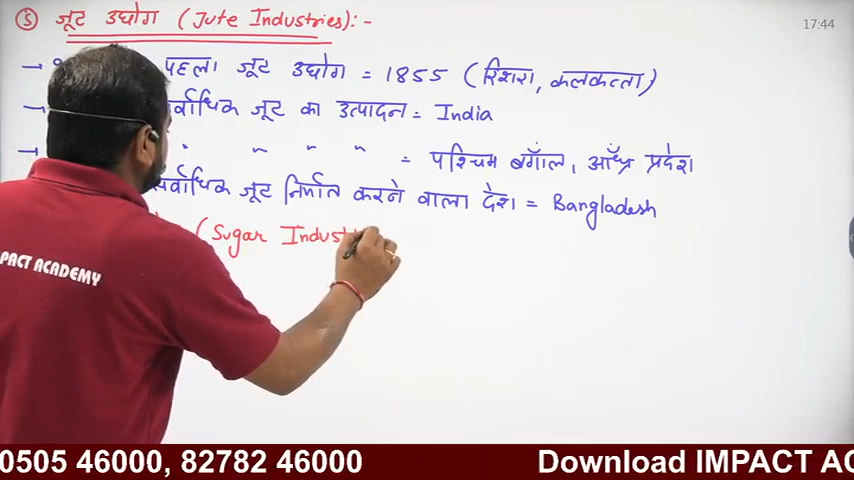 ⑤ जूट उद्योग (Jute Industries):-
17:44
→ पहला जूट उद्योग = 1855 (रिशरा, कलकत्ता)
→ र्वाधिक जूट का उत्पादन = India
→ " " " " = पश्चिम बंगाल, आँध्र प्रदेश
सर्वाधिक जूट निर्यात करने वाला देश = Bangladesh
(Sugar Indust
PACT ACADEMY
0505 46000, 82782 46000 Download IMPACT AC